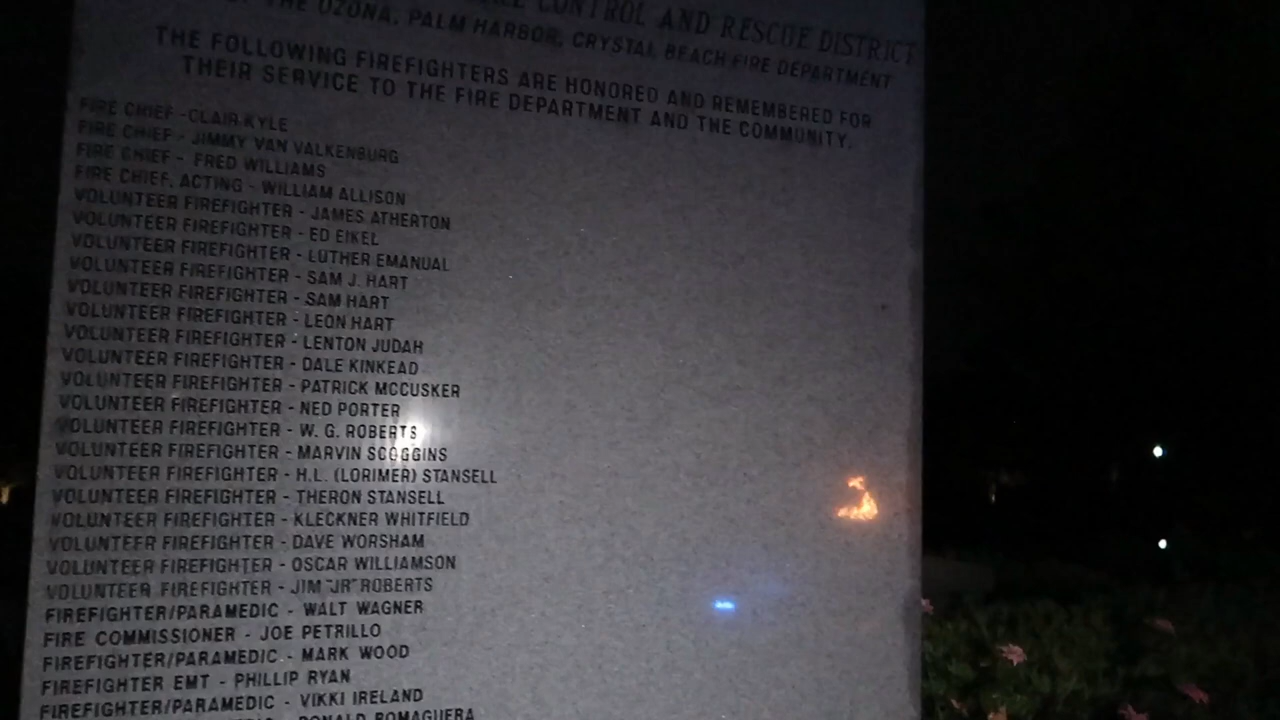 CONTROL AND RESCUE DISTRICT
THE OZONA, PALM HARBOR, CRYSTAL BEACH FIRE DEPARTMENT
THE FOLLOWING FIREFIGHTERS ARE HONORED AND REMEMBERED FOR
THEIR SERVICE TO THE FIRE DEPARTMENT AND THE COMMUNITY.
FIRE CHIEF - CLAIR KYLE
FIRE CHIEF - JIMMY VAN VALKENBURG
FIRE CHIEF - FRED WILLIAMS
FIRE CHIEF, ACTING - WILLIAM ALLISON
VOLUNTEER FIREFIGHTER - JAMES ATHERTON
VOLUNTEER FIREFIGHTER - ED EIKEL
VOLUNTEER FIREFIGHTER - LUTHER EMANUAL
VOLUNTEER FIREFIGHTER - SAM J. HART
VOLUNTEER FIREFIGHTER - SAM HART
VOLUNTEER FIREFIGHTER - LEON HART
VOLUNTEER FIREFIGHTER - LENTON JUDAH
VOLUNTEER FIREFIGHTER - DALE KINKEAD
VOLUNTEER FIREFIGHTER - PATRICK MCCUSKER
VOLUNTEER FIREFIGHTER - NED PORTER
VOLUNTEER FIREFIGHTER - W. G. ROBERTS
VOLUNTEER FIREFIGHTER - MARVIN SCOGGINS
VOLUNTEER FIREFIGHTER - H.L. (LORIMER) STANSELL
VOLUNTEER FIREFIGHTER - THERON STANSELL
VOLUNTEER FIREFIGHTER - KLECKNER WHITFIELD
VOLUNTEER FIREFIGHTER - DAVE WORSHAM
VOLUNTEER FIREFIGHTER - OSCAR WILLIAMSON
VOLUNTEER FIREFIGHTER - JIM "JR" ROBERTS
FIREFIGHTER/PARAMEDIC - WALT WAGNER
FIRE COMMISSIONER - JOE PETRILLO
FIREFIGHTER/PARAMEDIC - MARK WOOD
FIREFIGHTER EMT - PHILLIP RYAN
FIREFIGHTER/PARAMEDIC - VIKKI IRELAND
RONALD ROMAGUERA